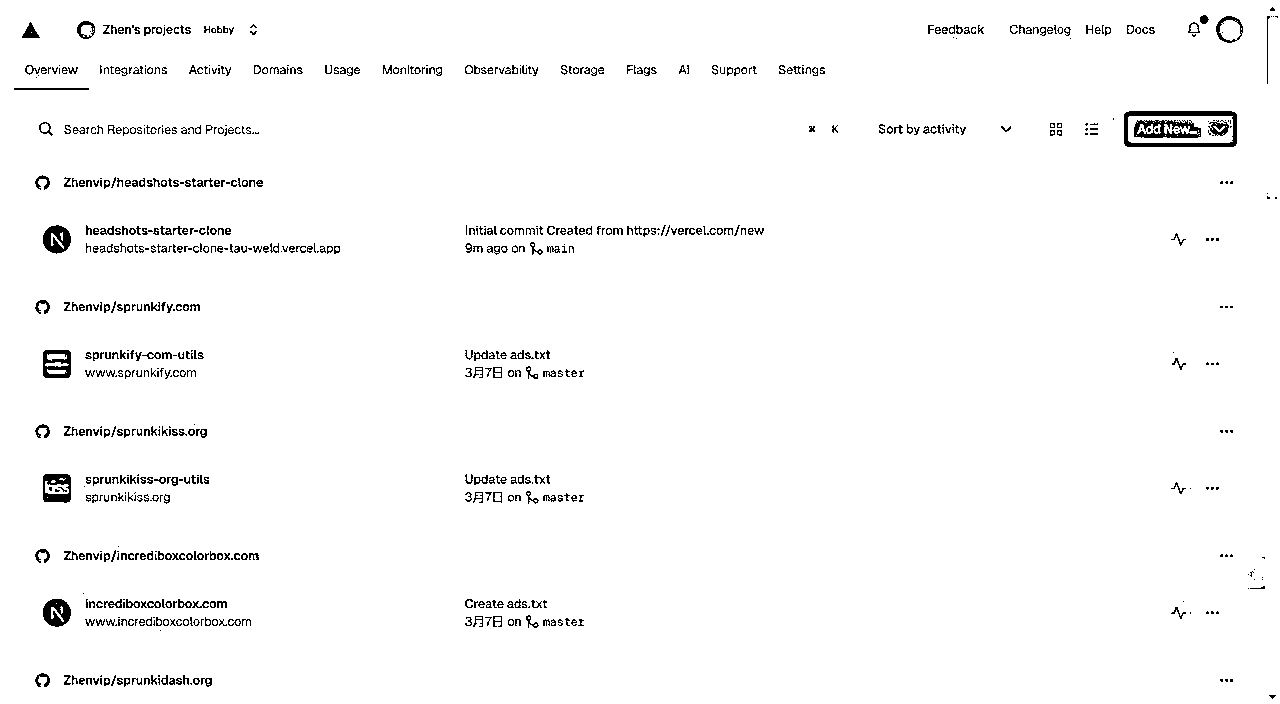 Zhen's projects Hobby
Feedback Changelog Help Docs
Overview Integrations Activity Domains Usage Monitoring Observability Storage Flags AI Support Settings
Search Repositories and Projects... ⌘ K Sort by activity Add New...
Zhenvip/headshots-starter-clone
headshots-starter-clone
headshots-starter-clone-tau-weld.vercel.app
Initial commit Created from https://vercel.com/new
9m ago on main
Zhenvip/sprunkify.com
sprunkify-com-utils
www.sprunkify.com
Update ads.txt
3月7日 on master
Zhenvip/sprunkikiss.org
kiss
sprunkikiss-org-utils
sprunkikiss.org
Update ads.txt
3月7日 on master
Zhenvip/incrediboxcolorbox.com
incrediboxcolorbox.com
www.incrediboxcolorbox.com
Create ads.txt
3月7日 on master
Zhenvip/sprunkidash.org